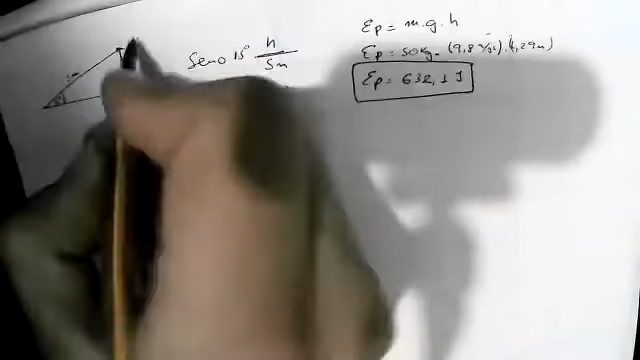 Seno 15° h
5m
Ep = m.g.h
Ep = 50Kg. (9,8 m/s²). (1,29m)
Ep = 632,1 J